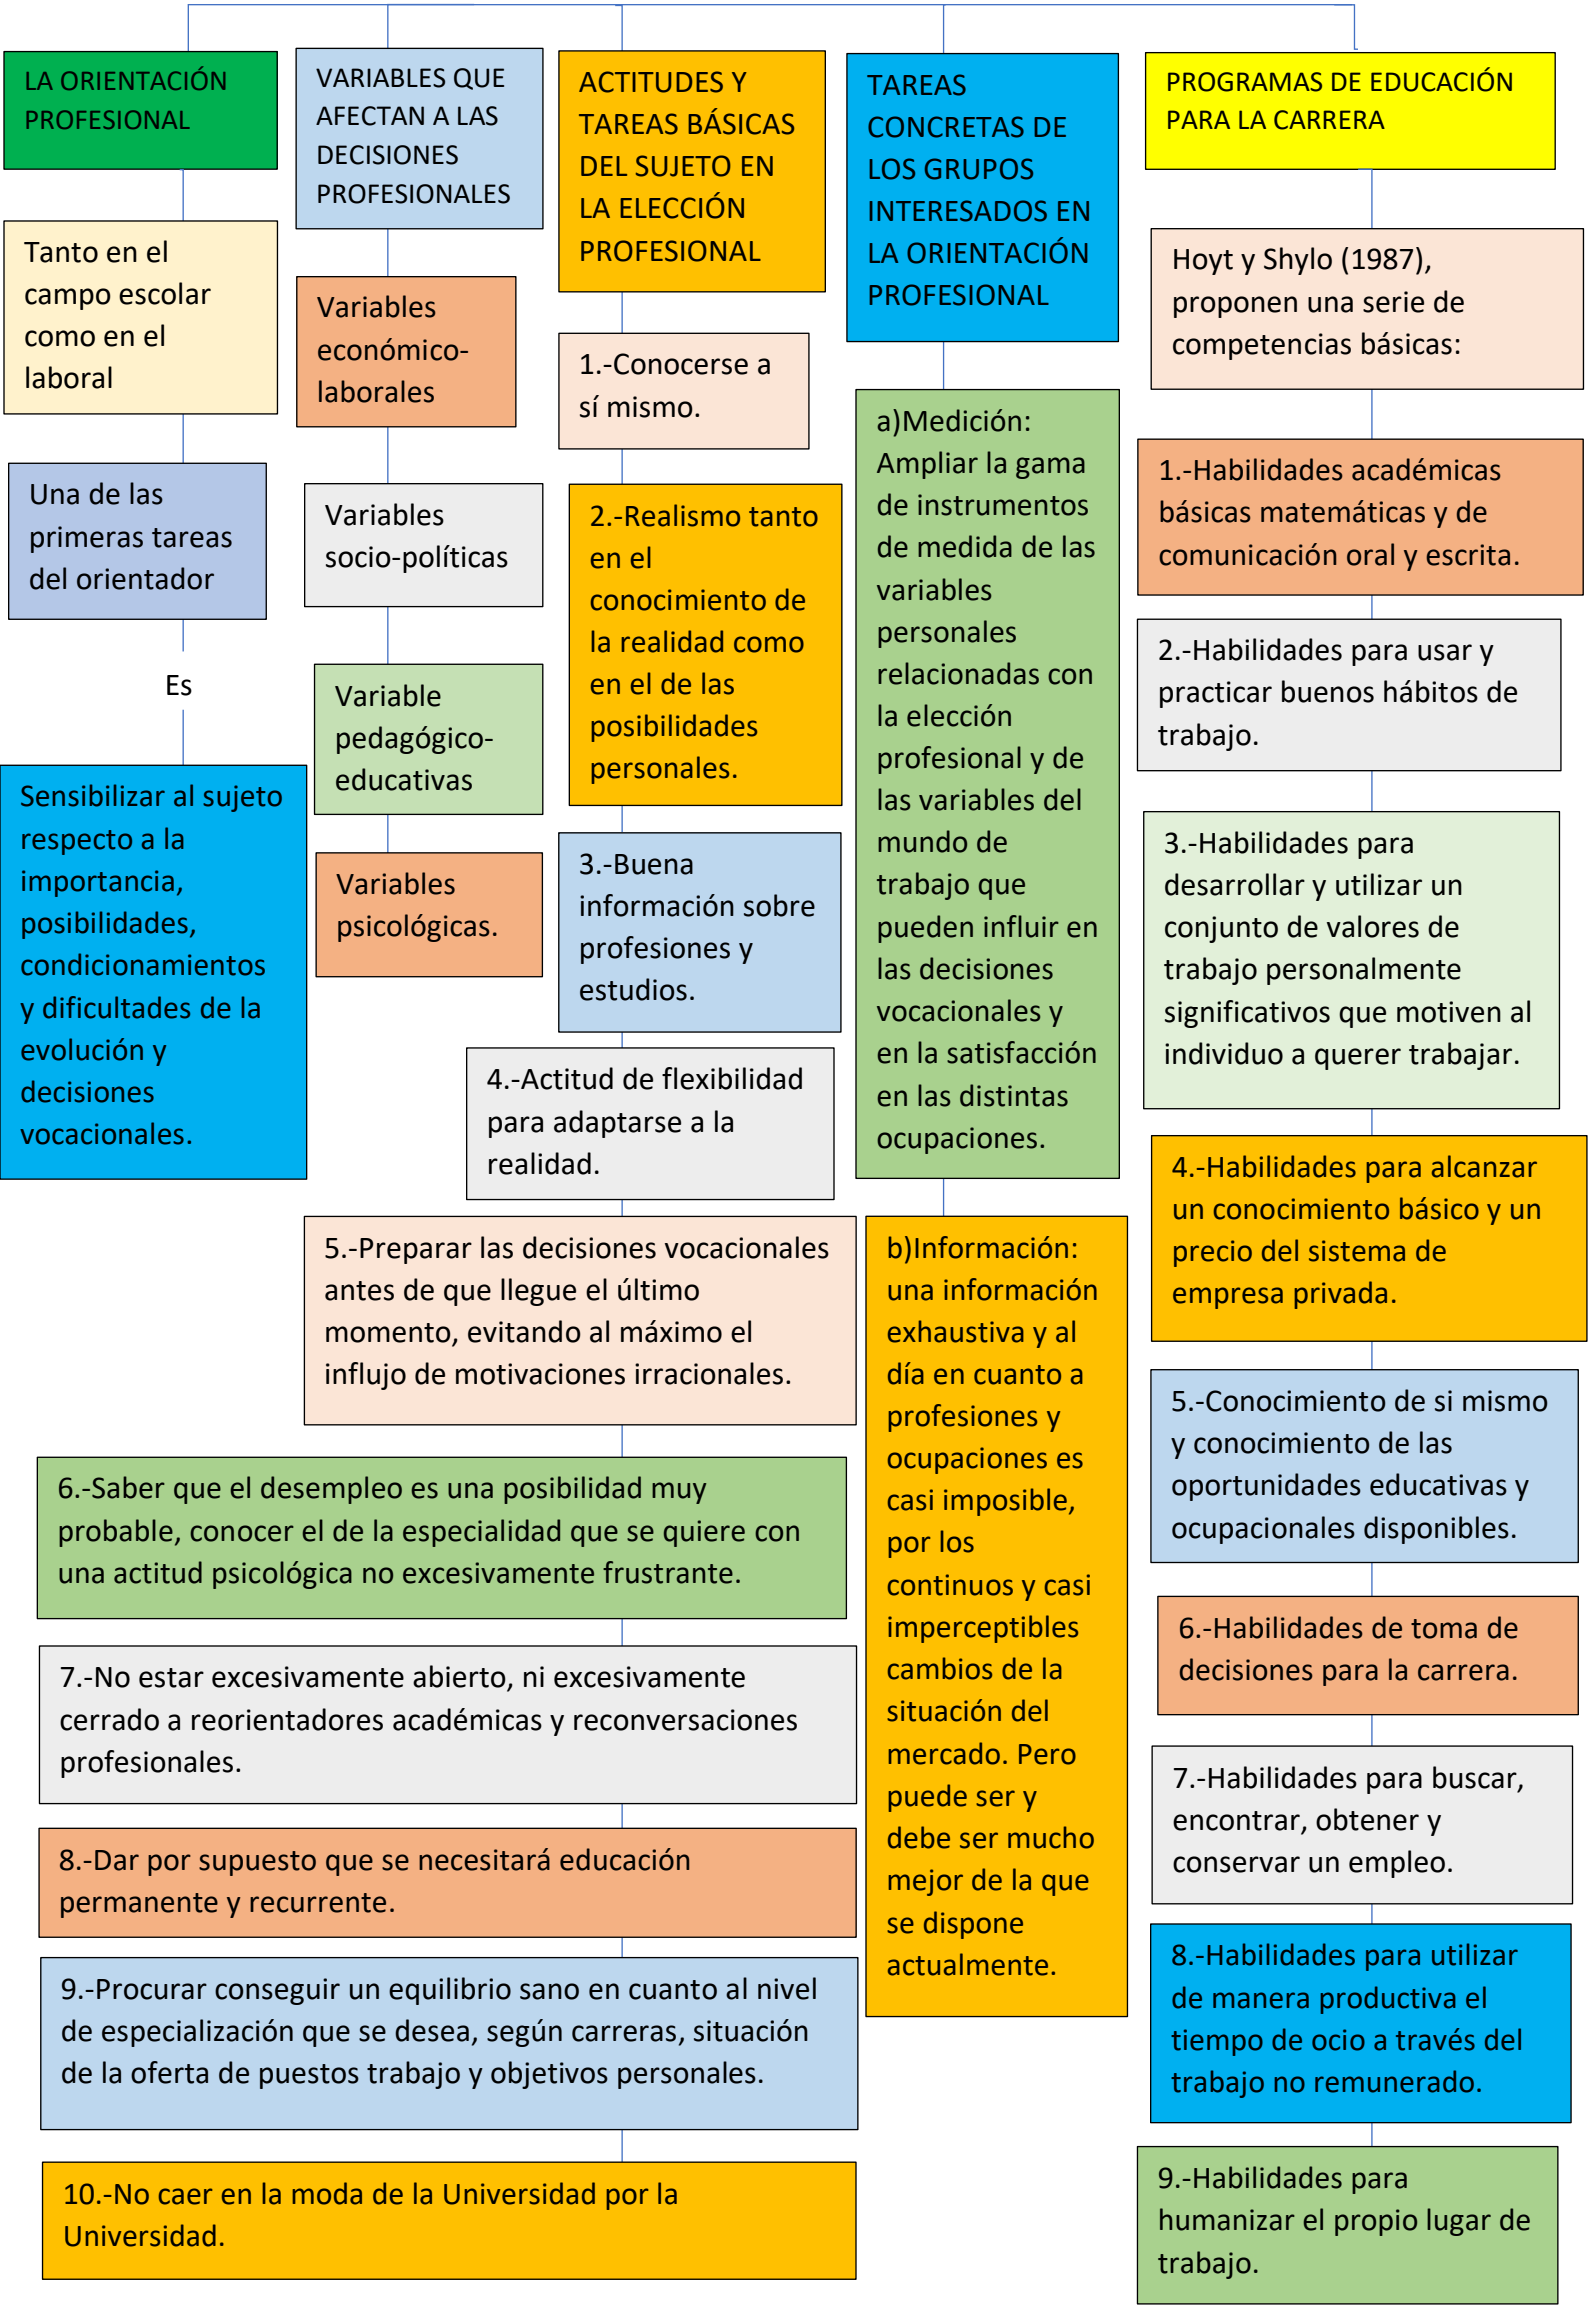 LA ORIENTACIÓN
PROFESIONAL
Tanto en el
campo escolar
como en el
laboral
Una de las
primeras tareas
del orientador
Es
Sensibilizar al sujeto
respecto a la
importancia,
posibilidades,
condicionamientos
y dificultades de la
evolución y
decisiones
vocacionales.
VARIABLES QUE
AFECTAN A LAS
DECISIONES
PROFESIONALES
Variables
económico-
laborales
Variables
socio-políticas
Variable
pedagógico-
educativas
Variables
psicológicas.
ACTITUDES Y
TAREAS BÁSICAS
DEL SUJETO EN
LA ELECCIÓN
PROFESIONAL
1.-Conocerse a
sí mismo.
2.-Realismo tanto
en el
conocimiento de
la realidad como
en el de las
posibilidades
personales.
3.-Buena
información sobre
profesiones y
estudios.
4.-Actitud de flexibilidad
para adaptarse a la
realidad.
5.-Preparar las decisiones vocacionales
antes de que llegue el último
momento, evitando al máximo el
influjo de motivaciones irracionales.
6.-Saber que el desempleo es una posibilidad muy
probable, conocer el de la especialidad que se quiere con
una actitud psicológica no excesivamente frustrante.
7.-No estar excesivamente abierto, ni excesivamente
cerrado a reorientadores académicas y reconversaciones
profesionales.
8.-Dar por supuesto que se necesitará educación
permanente y recurrente.
9.-Procurar conseguir un equilibrio sano en cuanto al nivel
de especialización que se desea, según carreras, situación
de la oferta de puestos trabajo y objetivos personales.
10.-No caer en la moda de la Universidad por la
Universidad.
TAREAS
CONCRETAS DE
LOS GRUPOS
INTERESADOS EN
LA ORIENTACIÓN
PROFESIONAL
a)Medición:
Ampliar la gama
de instrumentos
de medida de las
variables
personales
relacionadas con
la elección
profesional y de
las variables del
mundo de
trabajo que
pueden influir en
las decisiones
vocacionales y
en la satisfacción
en las distintas
ocupaciones.
b)Información:
una información
exhaustiva y al
día en cuanto a
profesiones y
ocupaciones es
casi imposible,
por los
continuos y casi
imperceptibles
cambios de la
situación del
mercado. Pero
puede ser y
debe ser mucho
mejor de la que
se dispone
actualmente.
PROGRAMAS DE EDUCACIÓN
PARA LA CARRERA
Hoyt y Shylo (1987),
proponen una serie de
competencias básicas:
1.-Habilidades académicas
básicas matemáticas y de
comunicación oral y escrita.
2.-Habilidades para usar y
practicar buenos hábitos de
trabajo.
3.-Habilidades para
desarrollar y utilizar un
conjunto de valores de
trabajo personalmente
significativos que motiven al
individuo a querer trabajar.
4.-Habilidades para alcanzar
un conocimiento básico y un
precio del sistema de
empresa privada.
5.-Conocimiento de si mismo
y conocimiento de las
oportunidades educativas y
ocupacionales disponibles.
6.-Habilidades de toma de
decisiones para la carrera.
7.-Habilidades para buscar,
encontrar, obtener y
conservar un empleo.
8.-Habilidades para utilizar
de manera productiva el
tiempo de ocio a través del
trabajo no remunerado.
9.-Habilidades para
humanizar el propio lugar de
trabajo.